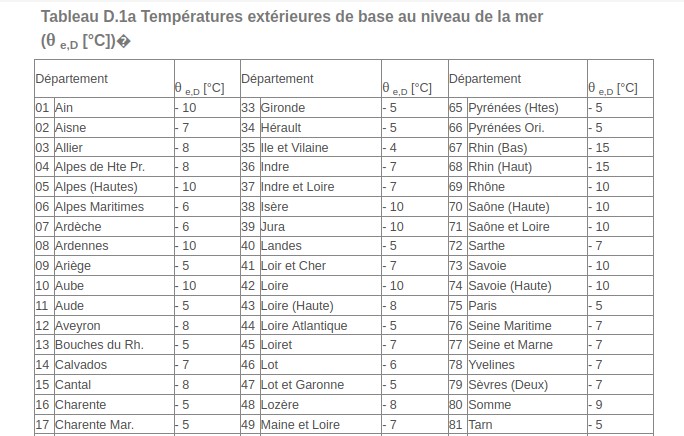 Tableau D.1a Températures extérieures de base au niveau de la mer
(θ e,D [°C])�
Département θ e,D [°C] Département θ e,D [°C] Département θ e,D [°C]
01 Ain - 10 33 Gironde - 5 65 Pyrénées (Htes) - 5
02 Aisne - 7 34 Hérault - 5 66 Pyrénées Ori. - 5
03 Allier - 8 35 Ile et Vilaine - 4 67 Rhin (Bas) - 15
04 Alpes de Hte Pr. - 8 36 Indre - 7 68 Rhin (Haut) - 15
05 Alpes (Hautes) - 10 37 Indre et Loire - 7 69 Rhône - 10
06 Alpes Maritimes - 6 38 Isère - 10 70 Saône (Haute) - 10
07 Ardèche - 6 39 Jura - 10 71 Saône et Loire - 10
08 Ardennes - 10 40 Landes - 5 72 Sarthe - 7
09 Ariège - 5 41 Loir et Cher - 7 73 Savoie - 10
10 Aube - 10 42 Loire - 10 74 Savoie (Haute) - 10
11 Aude - 5 43 Loire (Haute) - 8 75 Paris - 5
12 Aveyron - 8 44 Loire Atlantique - 5 76 Seine Maritime - 7
13 Bouches du Rh. - 5 45 Loiret - 7 77 Seine et Marne - 7
14 Calvados - 7 46 Lot - 6 78 Yvelines - 7
15 Cantal - 8 47 Lot et Garonne - 5 79 Sèvres (Deux) - 7
16 Charente - 5 48 Lozère - 8 80 Somme - 9
17 Charente Mar. - 5 49 Maine et Loire - 7 81 Tarn - 5